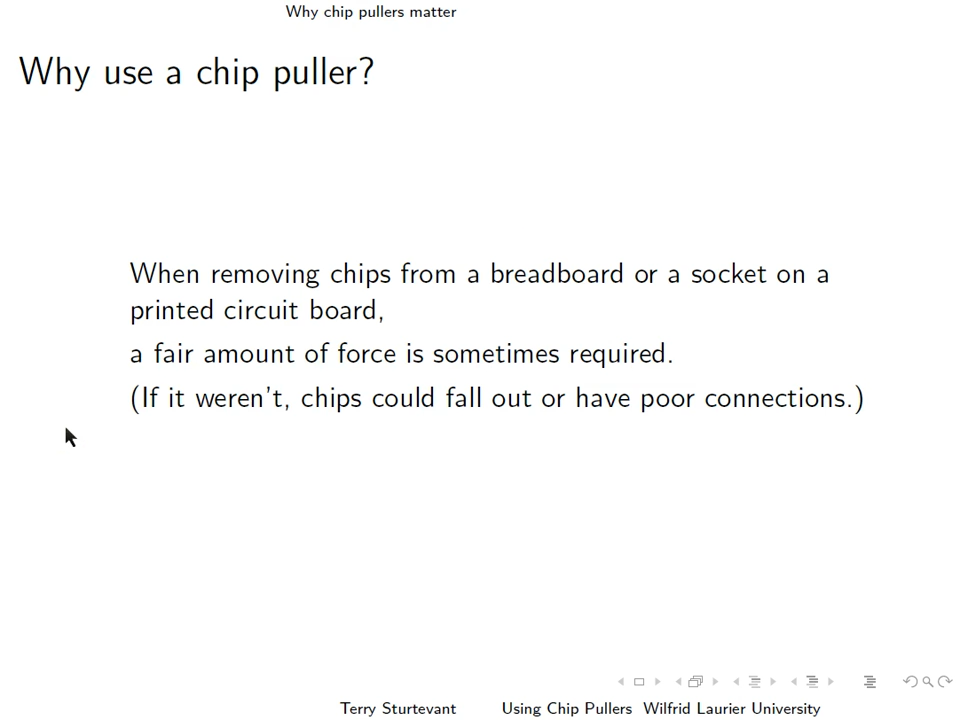 Why chip pullers matter
Why use a chip puller?
When removing chips from a breadboard or a socket on a
printed circuit board,
a fair amount of force is sometimes required.
(If it weren't, chips could fall out or have poor connections.)
Terry Sturtevant Using Chip Pullers Wilfrid Laurier University